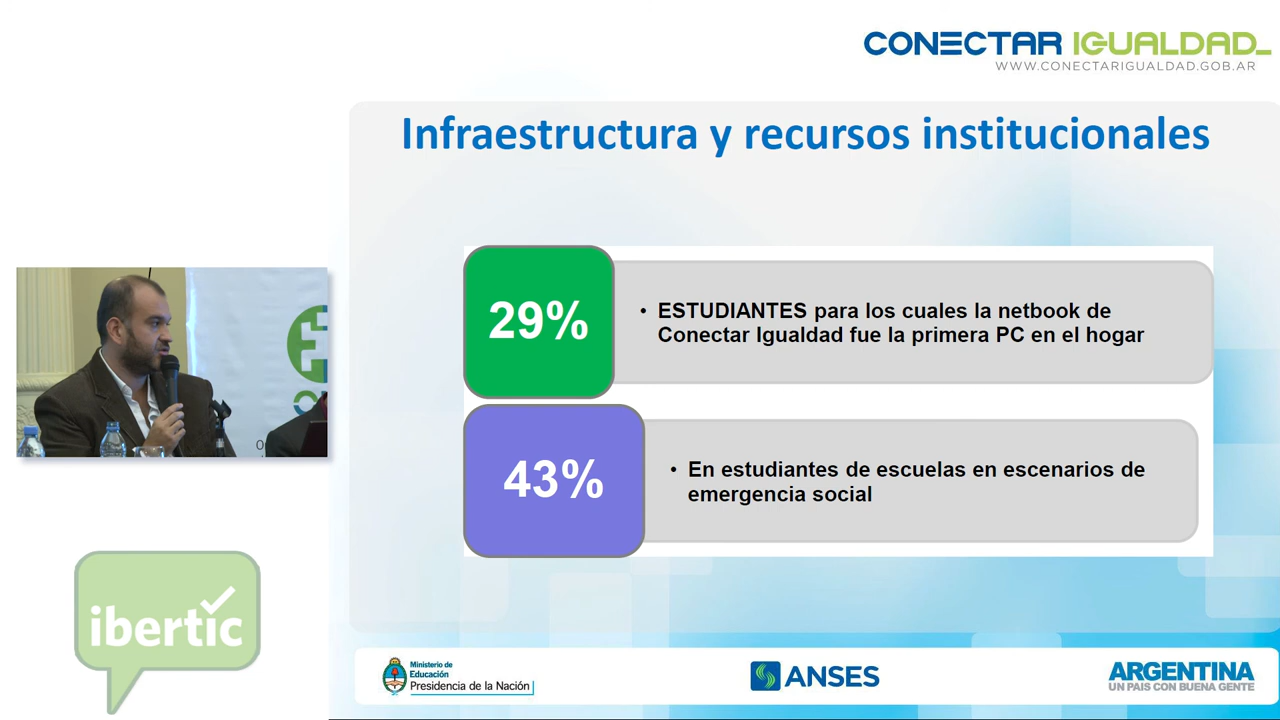 CONECTAR IGUALDAD_
WWW.CONECTARIGUALDAD.GOB.AR
Infraestructura y recursos institucionales
29%
• ESTUDIANTES para los cuales la netbook de
Conectar Igualdad fue la primera PC en el hogar
43%
• En estudiantes de escuelas en escenarios de
emergencia social
ibertic
Ministerio de
Educación
Presidencia de la Nación
ANSES
ARGENTINA
UN PAIS CON BUENA GENTE